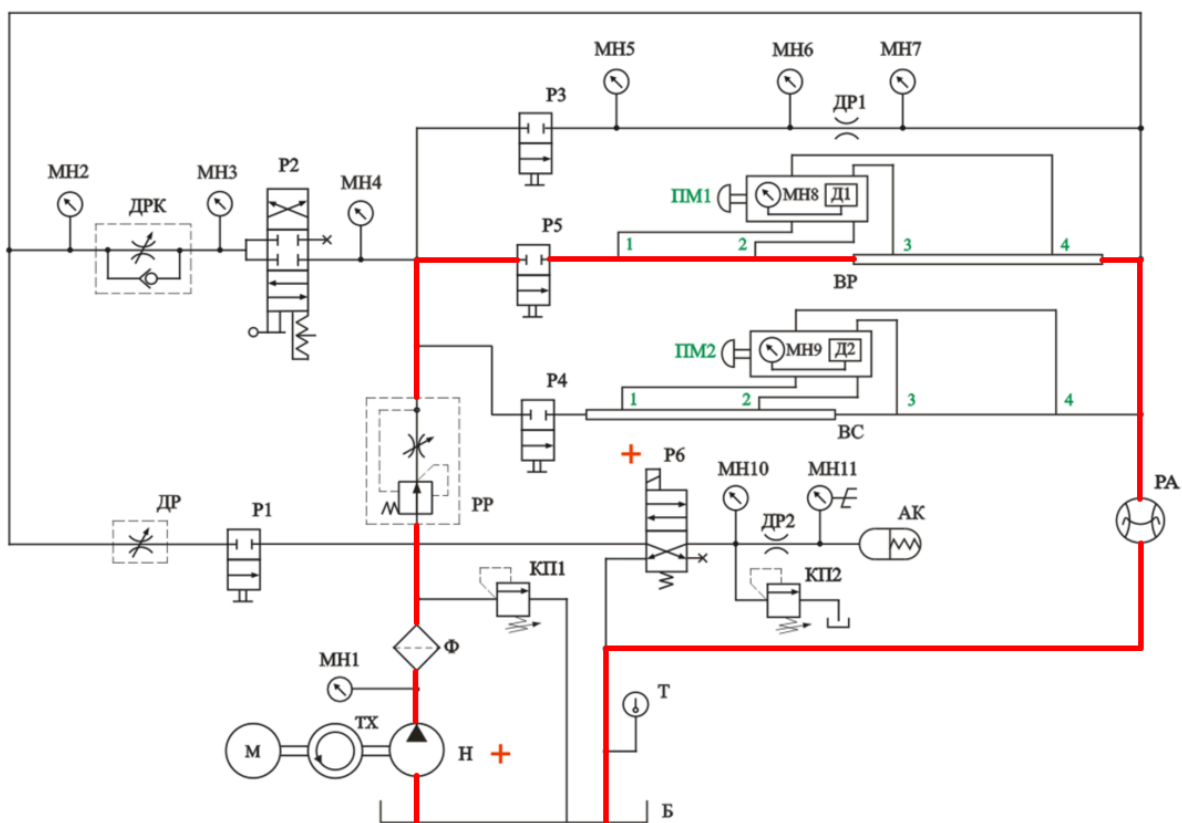 МН5
МН6
МН7
Р3
ДР1
МН2
МН3
Р2
МН4
ДРК
ПМ1
МН8
Д1
Р5
1
2
3
4
ВР
ПМ2
МН9
Д2
Р4
1
2
3
4
ВС
+
Р6
МН10
МН11
РА
ДР
Р1
РР
ДР2
АК
КП1
КП2
Ф
МН1
Т
ТХ
М
Н
+
Б